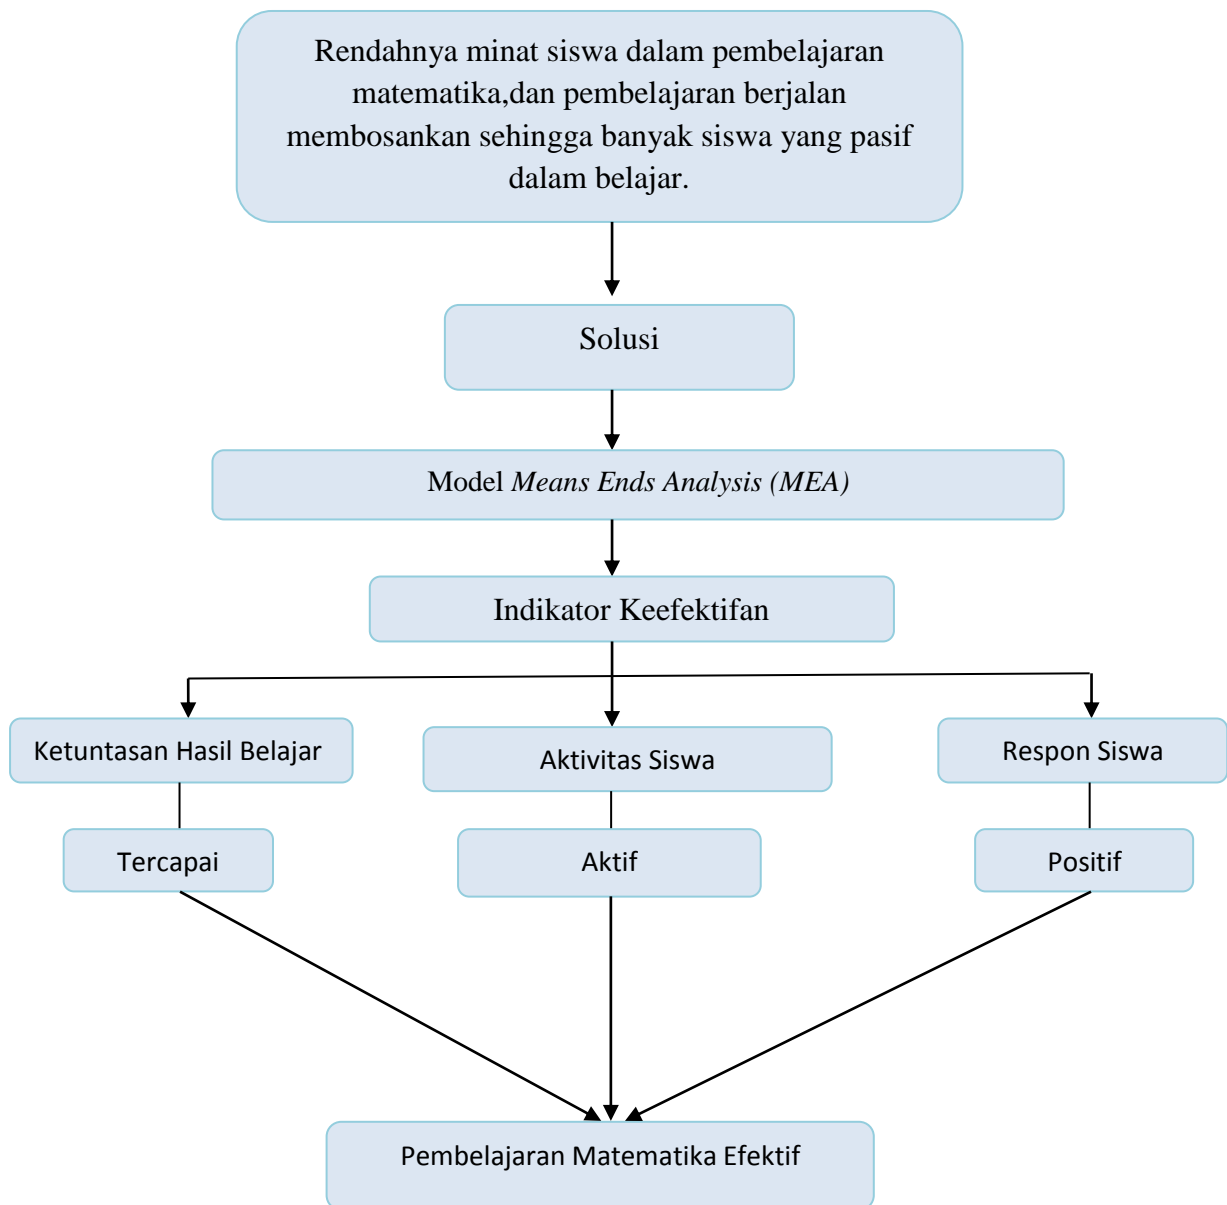 Rendahnya minat siswa dalam pembelajaran
matematika,dan pembelajaran berjalan
membosankan sehingga banyak siswa yang pasif
dalam belajar.
Solusi
Model Means Ends Analysis (MEA)
Indikator Keefektifan
Ketuntasan Hasil Belajar
Aktivitas Siswa
Respon Siswa
Tercapai
Aktif
Positif
Pembelajaran Matematika Efektif